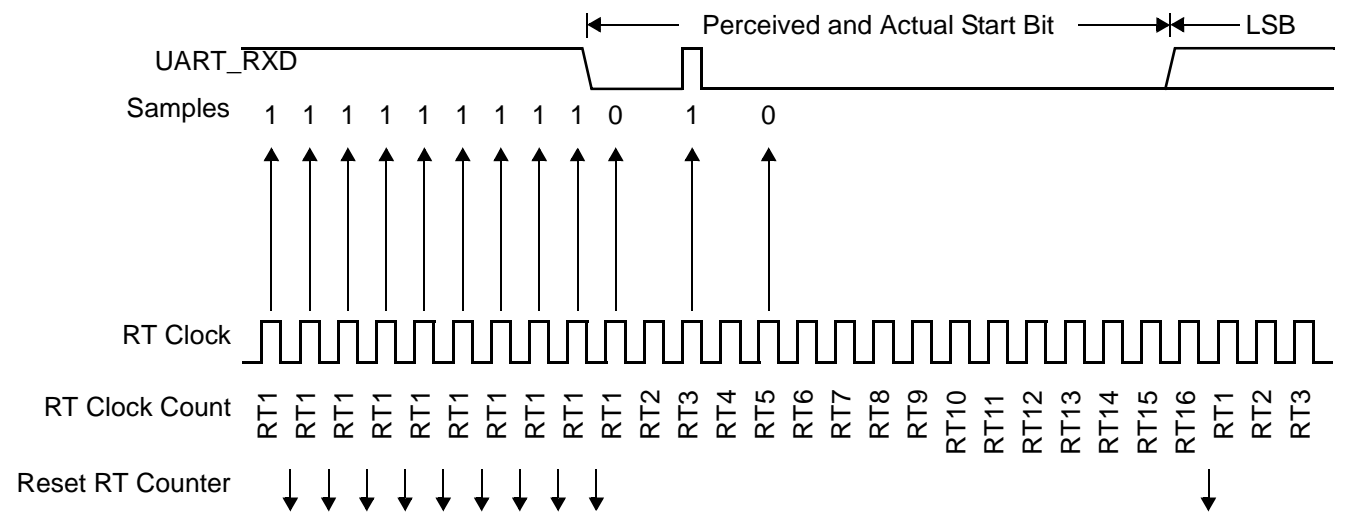 Perceived and Actual Start Bit LSB
UART_RXD
Samples 1 1 1 1 1 1 1 1 1 0 1 0
RT Clock
RT Clock Count RT1 RT1 RT1 RT1 RT1 RT1 RT1 RT1 RT1 RT1 RT2 RT3 RT4 RT5 RT6 RT7 RT8 RT9 RT10 RT11 RT12 RT13 RT14 RT15 RT16 RT1 RT2 RT3
Reset RT Counter